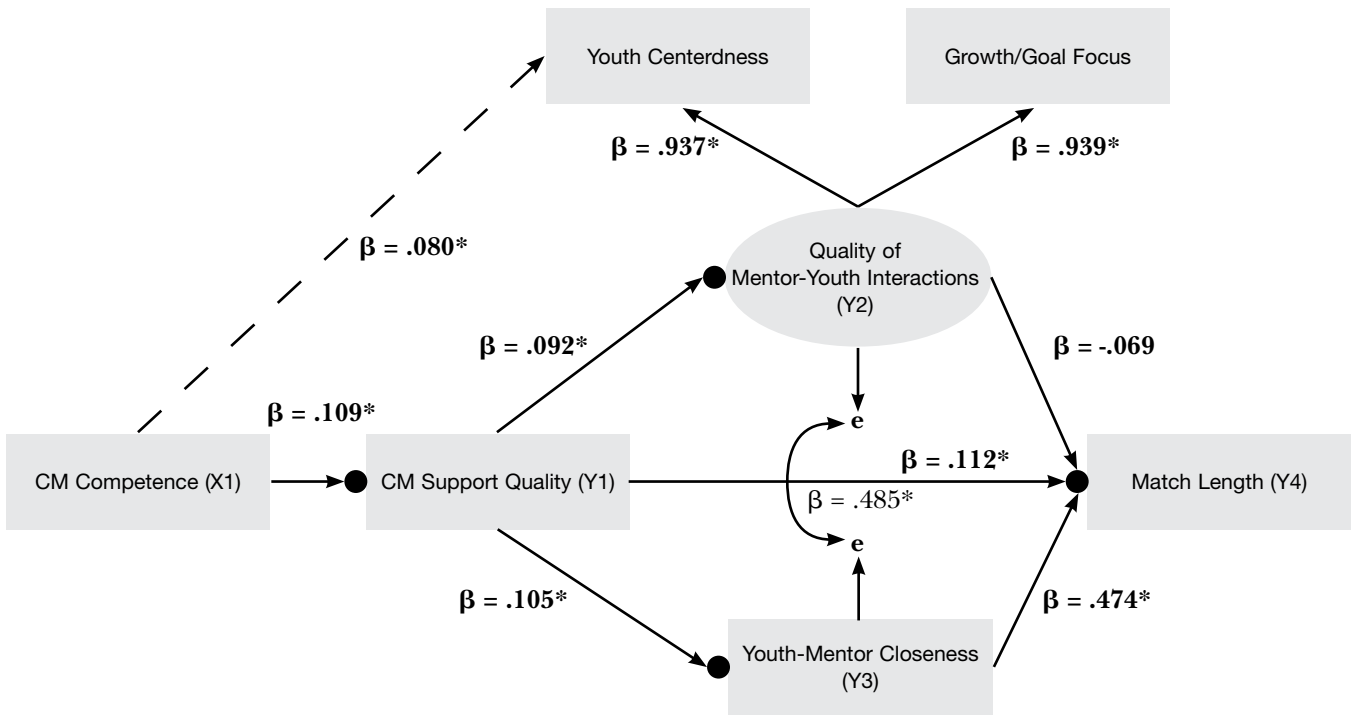 Youth Centerdness
Growth/Goal Focus
β = .937*
β = .939*
β = .080*
Quality of
Mentor-Youth Interactions
(Y2)
β = .092*
β = -.069
β = .109*
e
CM Competence (X1)
CM Support Quality (Y1)
β = .112*
Match Length (Y4)
β = .485*
e
β = .105*
β = .474*
Youth-Mentor Closeness
(Y3)